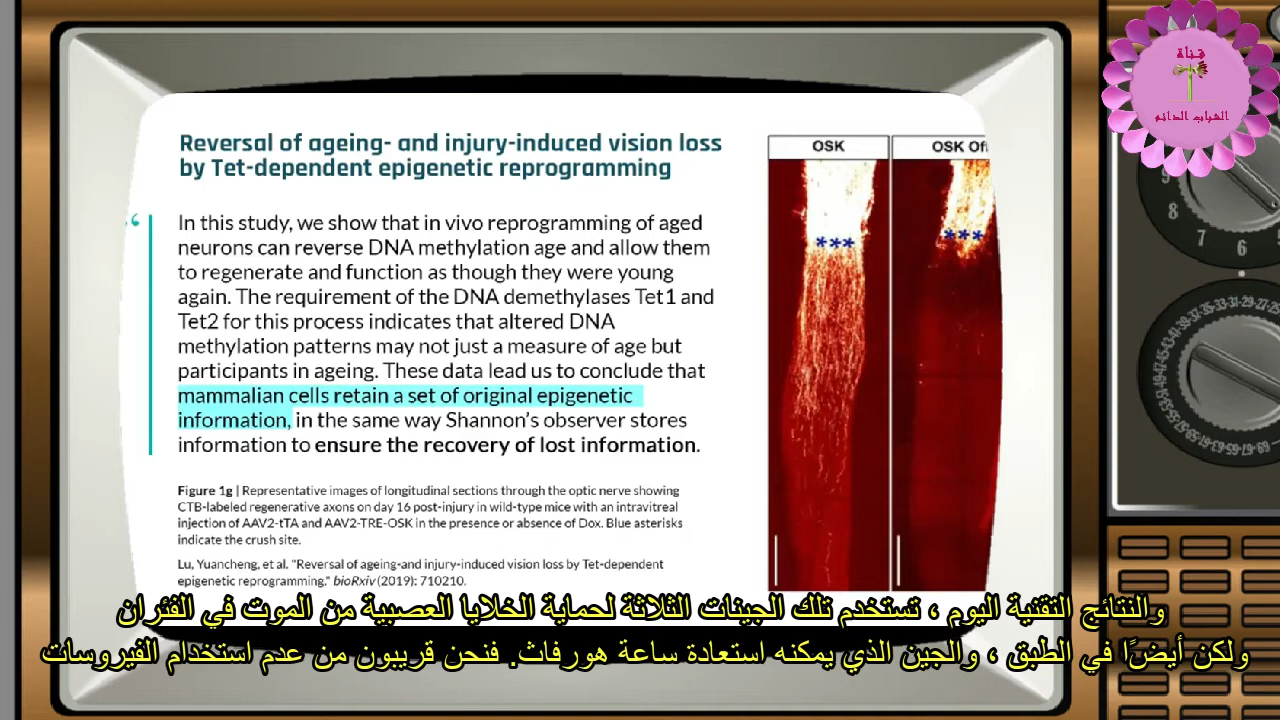 قناة
الشباب الدائم
Reversal of ageing- and injury-induced vision loss
by Tet-dependent epigenetic reprogramming
“
In this study, we show that in vivo reprogramming of aged
neurons can reverse DNA methylation age and allow them
to regenerate and function as though they were young
again. The requirement of the DNA demethylases Tet1 and
Tet2 for this process indicates that altered DNA
methylation patterns may not just a measure of age but
participants in ageing. These data lead us to conclude that
mammalian cells retain a set of original epigenetic
information, in the same way Shannon’s observer stores
information to ensure the recovery of lost information.
Figure 1g | Representative images of longitudinal sections through the optic nerve showing
CTB-labeled regenerative axons on day 16 post-injury in wild-type mice with an intravitreal
injection of AAV2-tTA and AAV2-TRE-OSK in the presence or absence of Dox. Blue asterisks
indicate the crush site.
Lu, Yuancheng, et al. "Reversal of ageing-and injury-induced vision loss by Tet-dependent
epigenetic reprogramming." bioRxiv (2019): 710210.
OSK
OSK Of
***
***
8
7
6
والنتائج التقنية اليوم ، تستخدم تلك الجينات الثلاثة لحماية الخلايا العصبية من الموت في الفئران
ولكن أيضًا في الطبق ، والجين الذي يمكنه استعادة ساعة هورفاث. فنحن قريبون من عدم استخدام الفيروسات